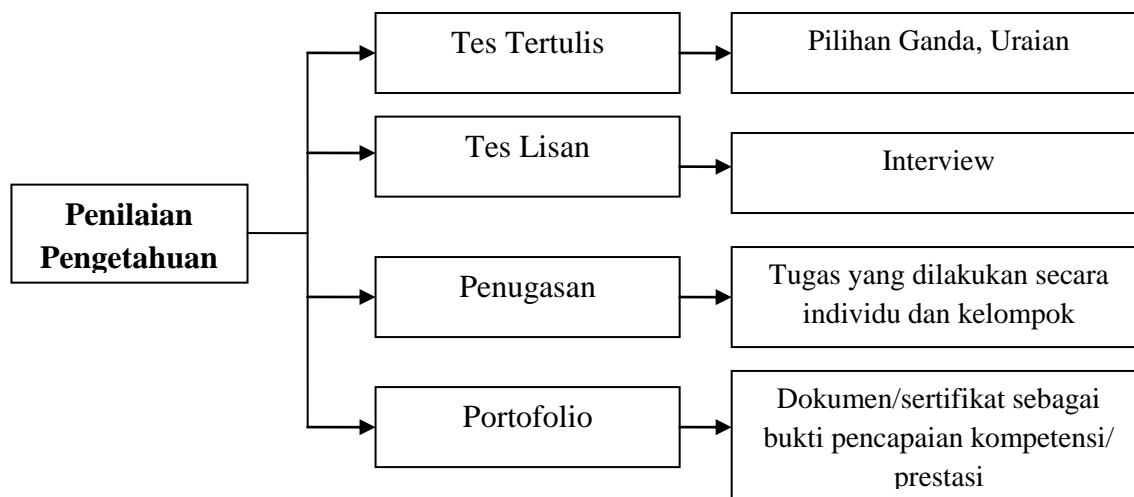 Tes Tertulis
Pilihan Ganda, Uraian
Tes Lisan
Interview
Penilaian
Pengetahuan
Penugasan
Tugas yang dilakukan secara
individu dan kelompok
Portofolio
Dokumen/sertifikat sebagai
bukti pencapaian kompetensi/
prestasi